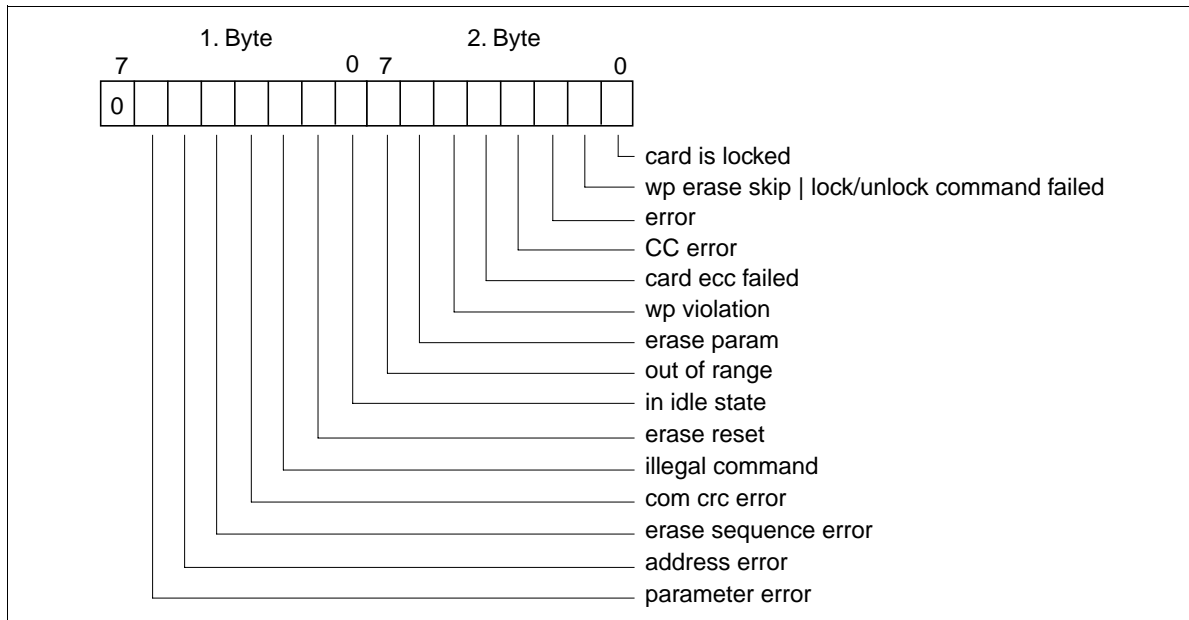 1. Byte 2. Byte
7 0 7 0
0
card is locked
wp erase skip | lock/unlock command failed
error
CC error
card ecc failed
wp violation
erase param
out of range
in idle state
erase reset
illegal command
com crc error
erase sequence error
address error
parameter error